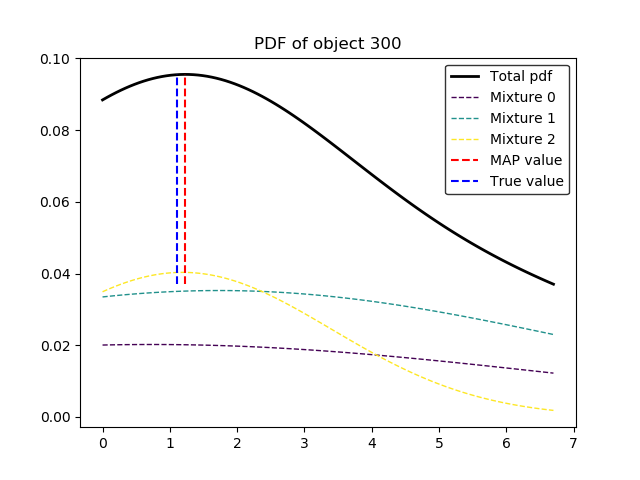 PDF of object 300
0.10
0.08
0.06
0.04
0.02
0.00
0 1 2 3 4 5 6 7
Total pdf
Mixture 0
Mixture 1
Mixture 2
MAP value
True value